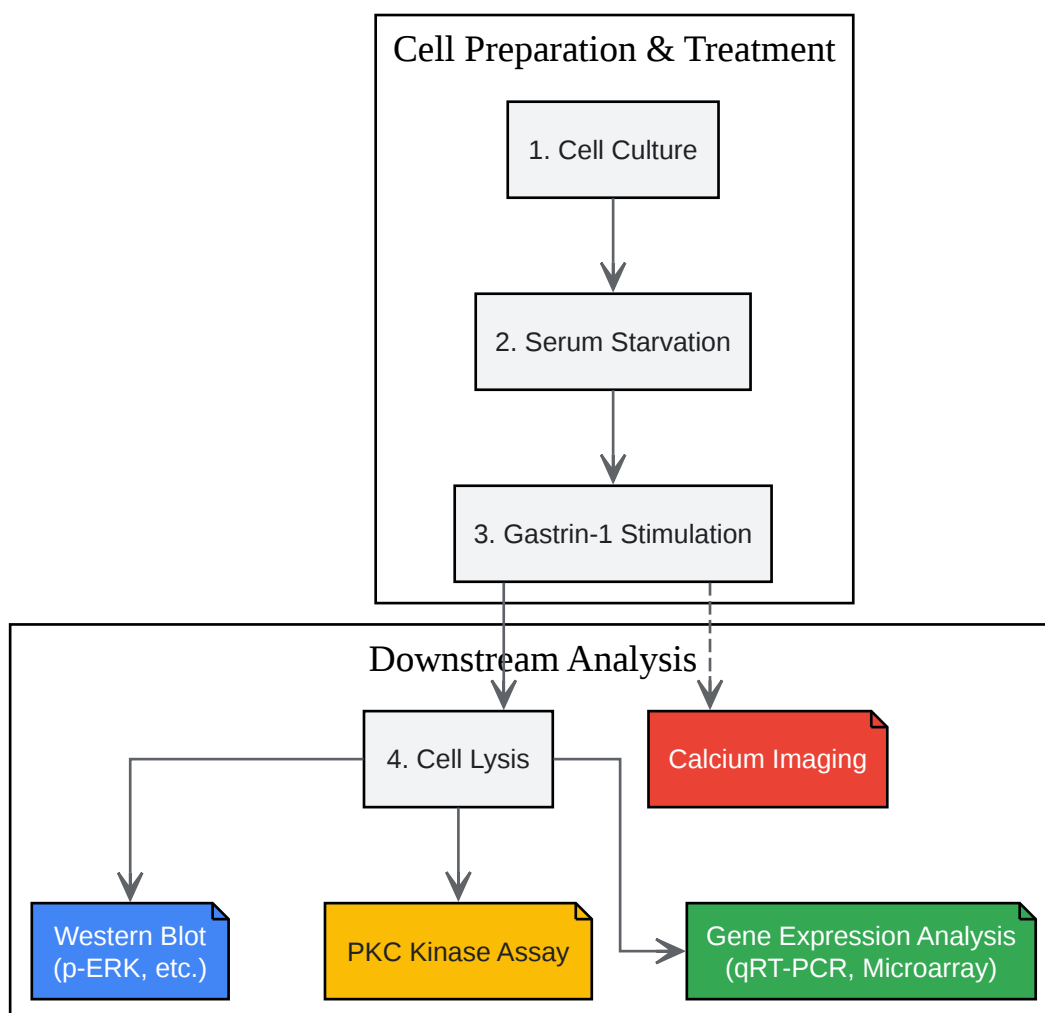 Cell Preparation & Treatment
1. Cell Culture
2. Serum Starvation
3. Gastrin-1 Stimulation
Downstream Analysis
4. Cell Lysis
Calcium Imaging
Western Blot
(p-ERK, etc.)
PKC Kinase Assay
Gene Expression Analysis
(qRT-PCR, Microarray)